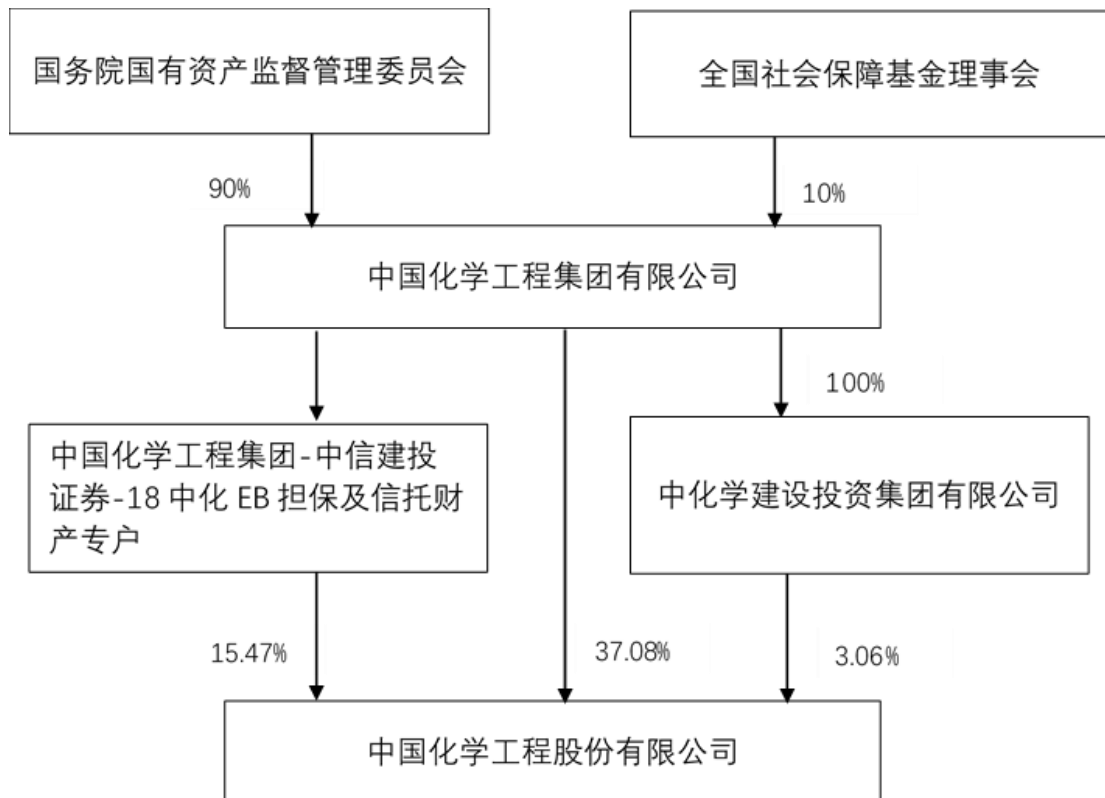 国务院国有资产监督管理委员会
全国社会保障基金理事会
90%
10%
中国化学工程集团有限公司
100%
中国化学工程集团-中信建投
证券-18 中化 EB 担保及信托财
产专户
中化学建设投资集团有限公司
15.47%
37.08%
3.06%
中国化学工程股份有限公司